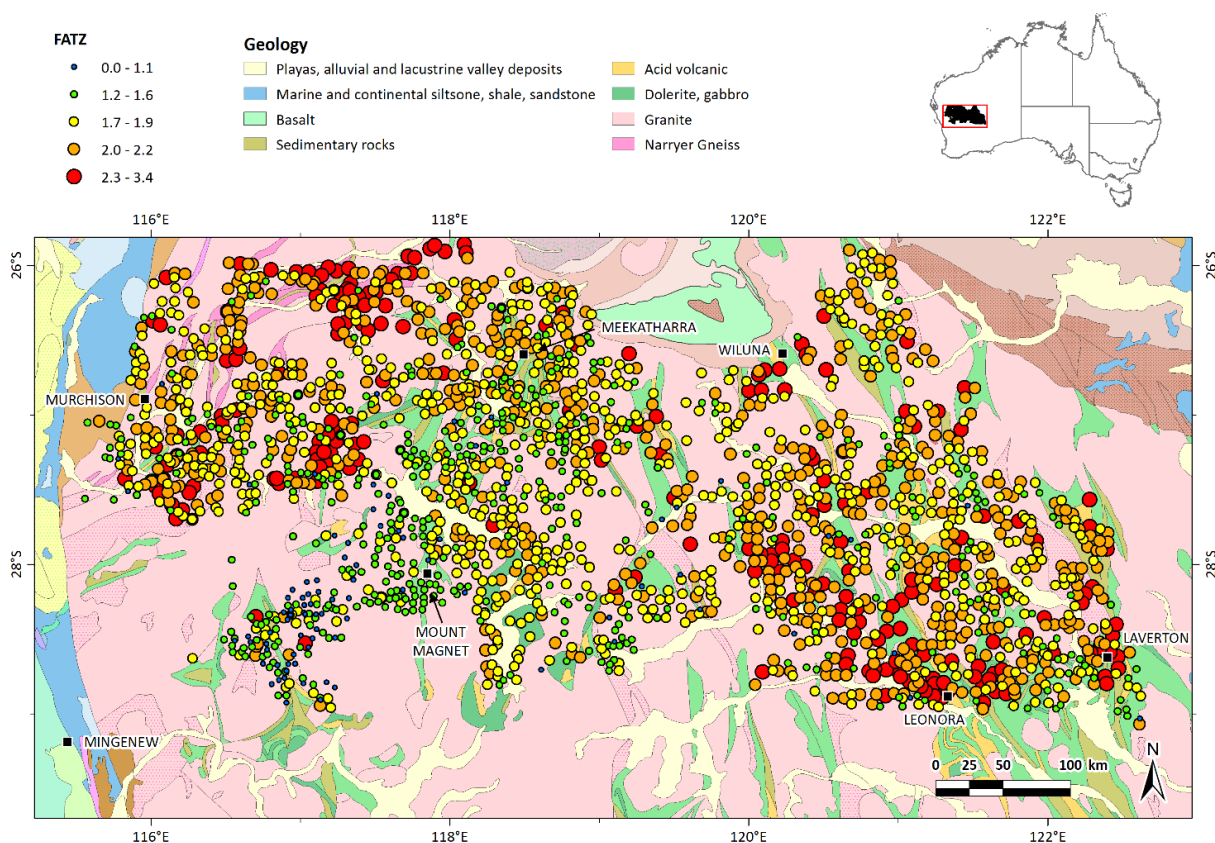 FATZ
0.0 - 1.1
1.2 - 1.6
1.7 - 1.9
2.0 - 2.2
2.3 - 3.4
Geology
Playas, alluvial and lacustrine valley deposits
Marine and continental siltsone, shale, sandstone
Basalt
Sedimentary rocks
Acid volcanic
Dolerite, gabbro
Granite
Narryer Gneiss
116°E 118°E 120°E 122°E
26°S 26°S
MEEKATHARRA
WILUNA
MURCHISON
28°S 28°S
MOUNT
MAGNET
LAVERTON
LEONORA
MINGENEW
N
0 25 50 100 km
116°E 118°E 120°E 122°E